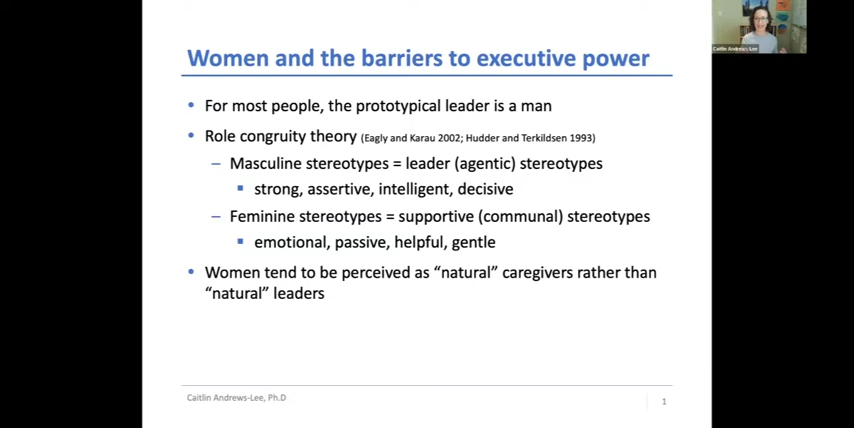 Women and the barriers to executive power
Caitlin Andrews-Lee
• For most people, the prototypical leader is a man
• Role congruity theory (Eagly and Karau 2002; Hudder and Terkildsen 1993)
– Masculine stereotypes = leader (agentic) stereotypes
▪ strong, assertive, intelligent, decisive
– Feminine stereotypes = supportive (communal) stereotypes
▪ emotional, passive, helpful, gentle
• Women tend to be perceived as “natural” caregivers rather than
“natural” leaders
Caitlin Andrews-Lee, Ph.D
1